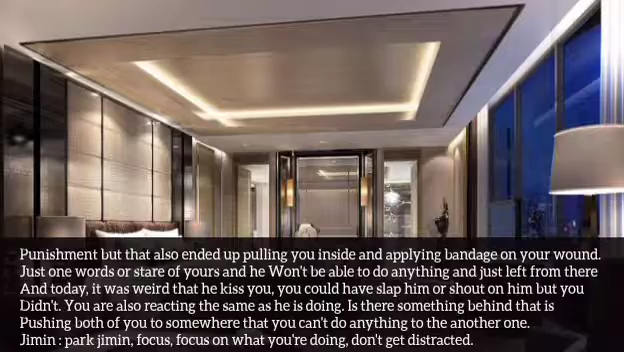 Punishment but that also ended up pulling you inside and applying bandage on your wound.
Just one words or stare of yours and he Won't be able to do anything and just left from there
And today, it was weird that he kiss you, you could have slap him or shout on him but you
Didn't. You are also reacting the same as he is doing. Is there something behind that is
Pushing both of you to somewhere that you can't do anything to the another one.
Jimin : park jimin, focus, focus on what you're doing, don't get distracted.